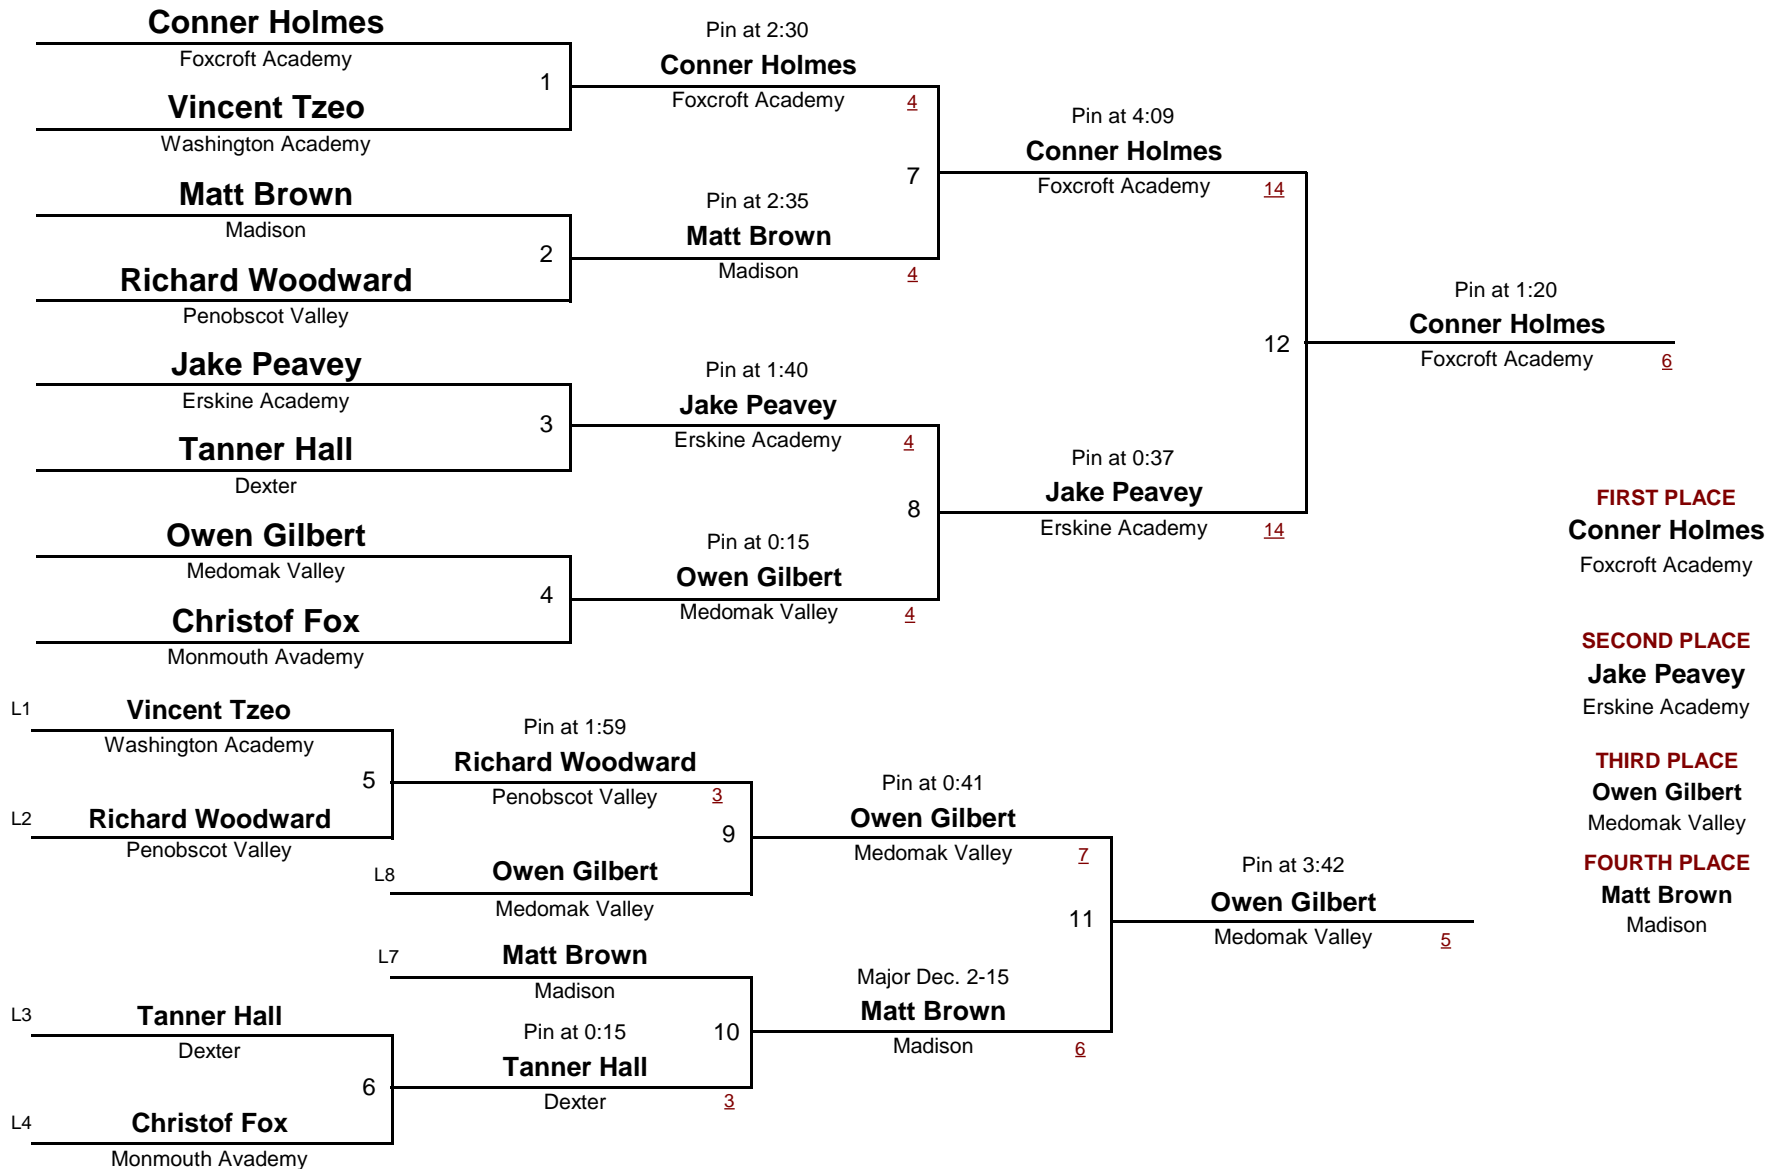 Conner Holmes
Foxcroft Academy
1
Vincent Tzeo
Washington Academy
Matt Brown
Madison
2
Richard Woodward
Penobscot Valley
Jake Peavey
Erskine Academy
3
Tanner Hall
Dexter
Owen Gilbert
Medomak Valley
4
Christof Fox
Monmouth Avademy
Pin at 2:30
Conner Holmes
Foxcroft Academy 4
7
Pin at 2:35
Matt Brown
Madison 4
Pin at 1:40
Jake Peavey
Erskine Academy 4
8
Pin at 0:15
Owen Gilbert
Medomak Valley 4
Pin at 4:09
Conner Holmes
Foxcroft Academy 14
12
Pin at 0:37
Jake Peavey
Erskine Academy 14
Pin at 1:20
Conner Holmes
Foxcroft Academy 6
FIRST PLACE
Conner Holmes
Foxcroft Academy
SECOND PLACE
Jake Peavey
Erskine Academy
THIRD PLACE
Owen Gilbert
Medomak Valley
FOURTH PLACE
Matt Brown
Madison
L1 Vincent Tzeo
Washington Academy
5
L2 Richard Woodward
Penobscot Valley
Pin at 1:59
Richard Woodward
Penobscot Valley 3
9
L8 Owen Gilbert
Medomak Valley
L7 Matt Brown
Madison
10
L3 Tanner Hall
Dexter
6
L4 Christof Fox
Monmouth Avademy
Pin at 0:15
Tanner Hall
Dexter 3
Pin at 0:41
Owen Gilbert
Medomak Valley 7
11
Major Dec. 2-15
Matt Brown
Madison 6
Pin at 3:42
Owen Gilbert
Medomak Valley 5